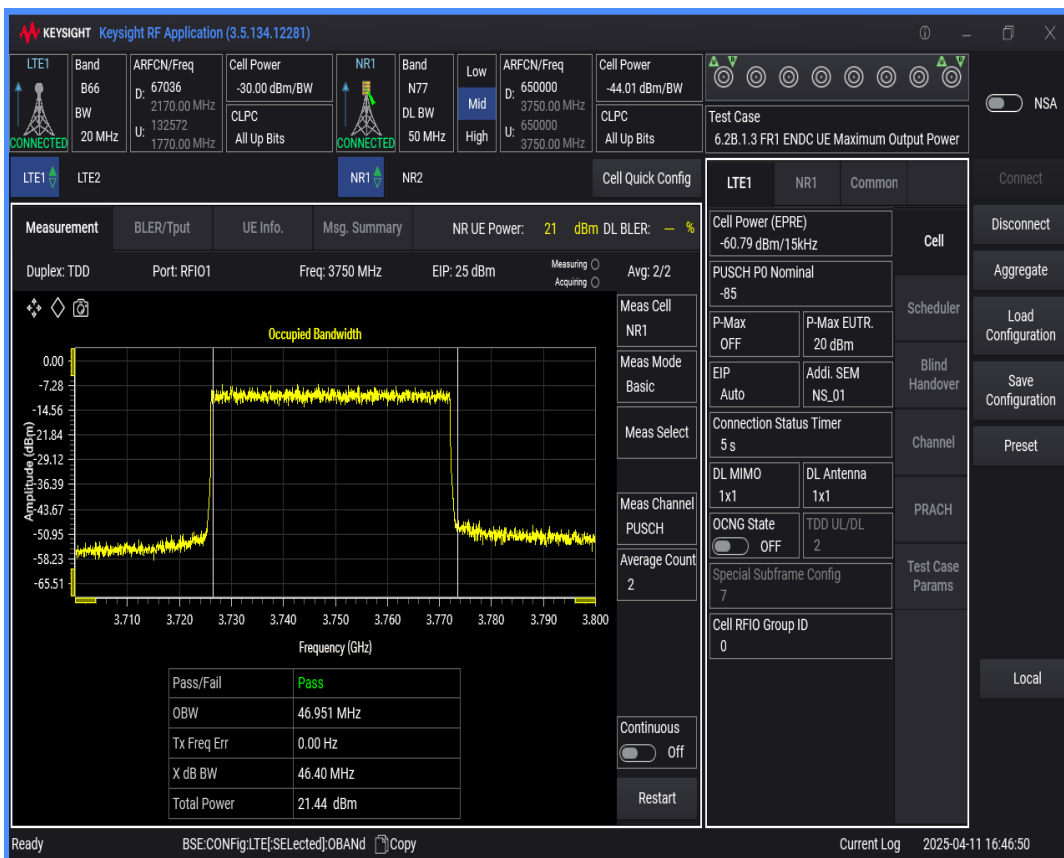 KEYSIGHT Keysight RF Application (3.5.134.12281)
LTE1 Band B66 BW 20 MHz ARFCN/Freq D: 67036 2170.00 MHz U: 132572 1770.00 MHz Cell Power -30.00 dBm/BW CLPC All Up Bits CONNECTED
NR1 Band N77 DL BW 50 MHz Low Mid High ARFCN/Freq D: 650000 3750.00 MHz U: 650000 3750.00 MHz Cell Power -44.01 dBm/BW CLPC All Up Bits CONNECTED
Test Case
6.2B.1.3 FR1 ENDC UE Maximum Output Power
NSA
LTE1 LTE2 NR1 NR2 Cell Quick Config
Measurement BLER/Tput UE Info. Msg. Summary NR UE Power: 21 dBm DL BLER: — %
Duplex: TDD Port: RFIO1 Freq: 3750 MHz EIP: 25 dBm Measuring Acquiring Avg: 2/2
Occupied Bandwidth
Amplitude (dBm)
0.00
-7.28
-14.56
-21.84
-29.12
-36.39
-43.67
-50.95
-58.23
-65.51
3.710 3.720 3.730 3.740 3.750 3.760 3.770 3.780 3.790 3.800
Frequency (GHz)
Pass/Fail Pass
OBW 46.951 MHz
Tx Freq Err 0.00 Hz
X dB BW 46.40 MHz
Total Power 21.44 dBm
Meas Cell
NR1
Meas Mode
Basic
Meas Select
Meas Channel
PUSCH
Average Count
2
Continuous
Off
Restart
LTE1 NR1 Common
Cell Power (EPRE)
-60.79 dBm/15kHz
PUSCH P0 Nominal
-85
P-Max P-Max EUTR.
OFF 20 dBm
EIP Addi. SEM
Auto NS_01
Connection Status Timer
5 s
DL MIMO DL Antenna
1x1 1x1
OCNG State TDD UL/DL
OFF 2
Special Subframe Config
7
Cell RFIO Group ID
0
Cell
Scheduler
Blind
Handover
Channel
PRACH
Test Case
Params
Connect
Disconnect
Aggregate
Load
Configuration
Save
Configuration
Preset
Local
Ready BSE:CONFig:LTE[:SELected]:OBANd Copy Current Log 2025-04-11 16:46:50